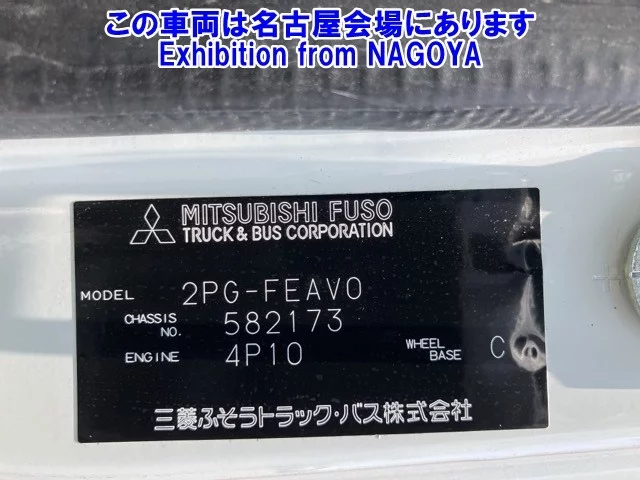 この車両は名古屋会場にあります
Exhibition from NAGOYA
MITSUBISHI FUSO
TRUCK & BUS CORPORATION
MODEL 2PG-FEAV0
CHASSIS NO. 582173
ENGINE 4P10 WHEEL BASE C
三菱ふそうトラック・バス株式会社